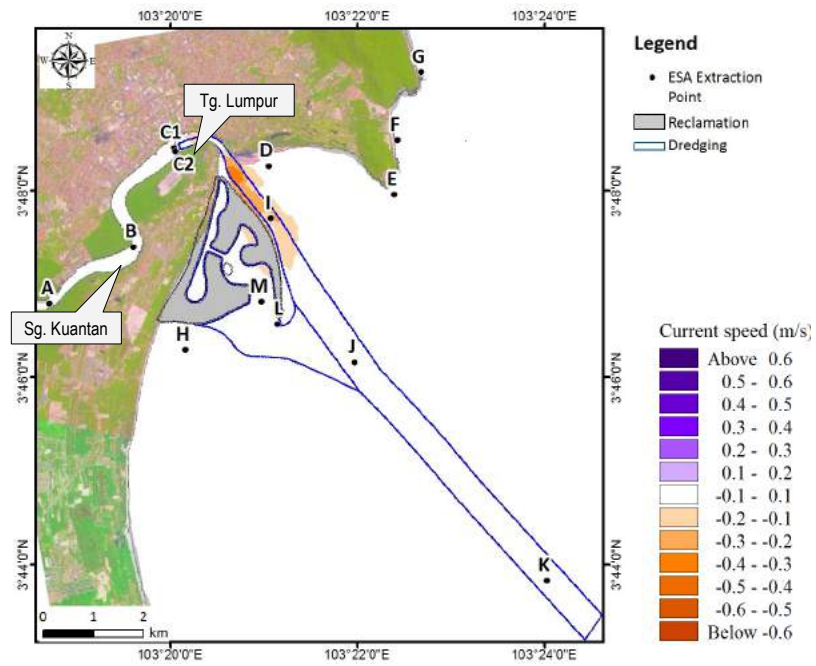 103°20'0"E 103°22'0"E 103°24'0"E
N
W E
S
G
Legend
ESA Extraction
Point
Reclamation
Dredging
Tg. Lumpur
F
C1
C2
D
E
3°48'0"N 3°48'0"N
I
B
A
M
L
Sg. Kuantan
H
J
3°46'0"N 3°46'0"N
Current speed (m/s)
Above 0.6
0.5 - 0.6
0.4 - 0.5
0.3 - 0.4
0.2 - 0.3
0.1 - 0.2
-0.1 - 0.1
-0.2 - -0.1
-0.3 - -0.2
-0.4 - -0.3
-0.5 - -0.4
-0.6 - -0.5
Below -0.6
K
3°44'0"N 3°44'0"N
0 1 2
km
103°20'0"E 103°22'0"E 103°24'0"E